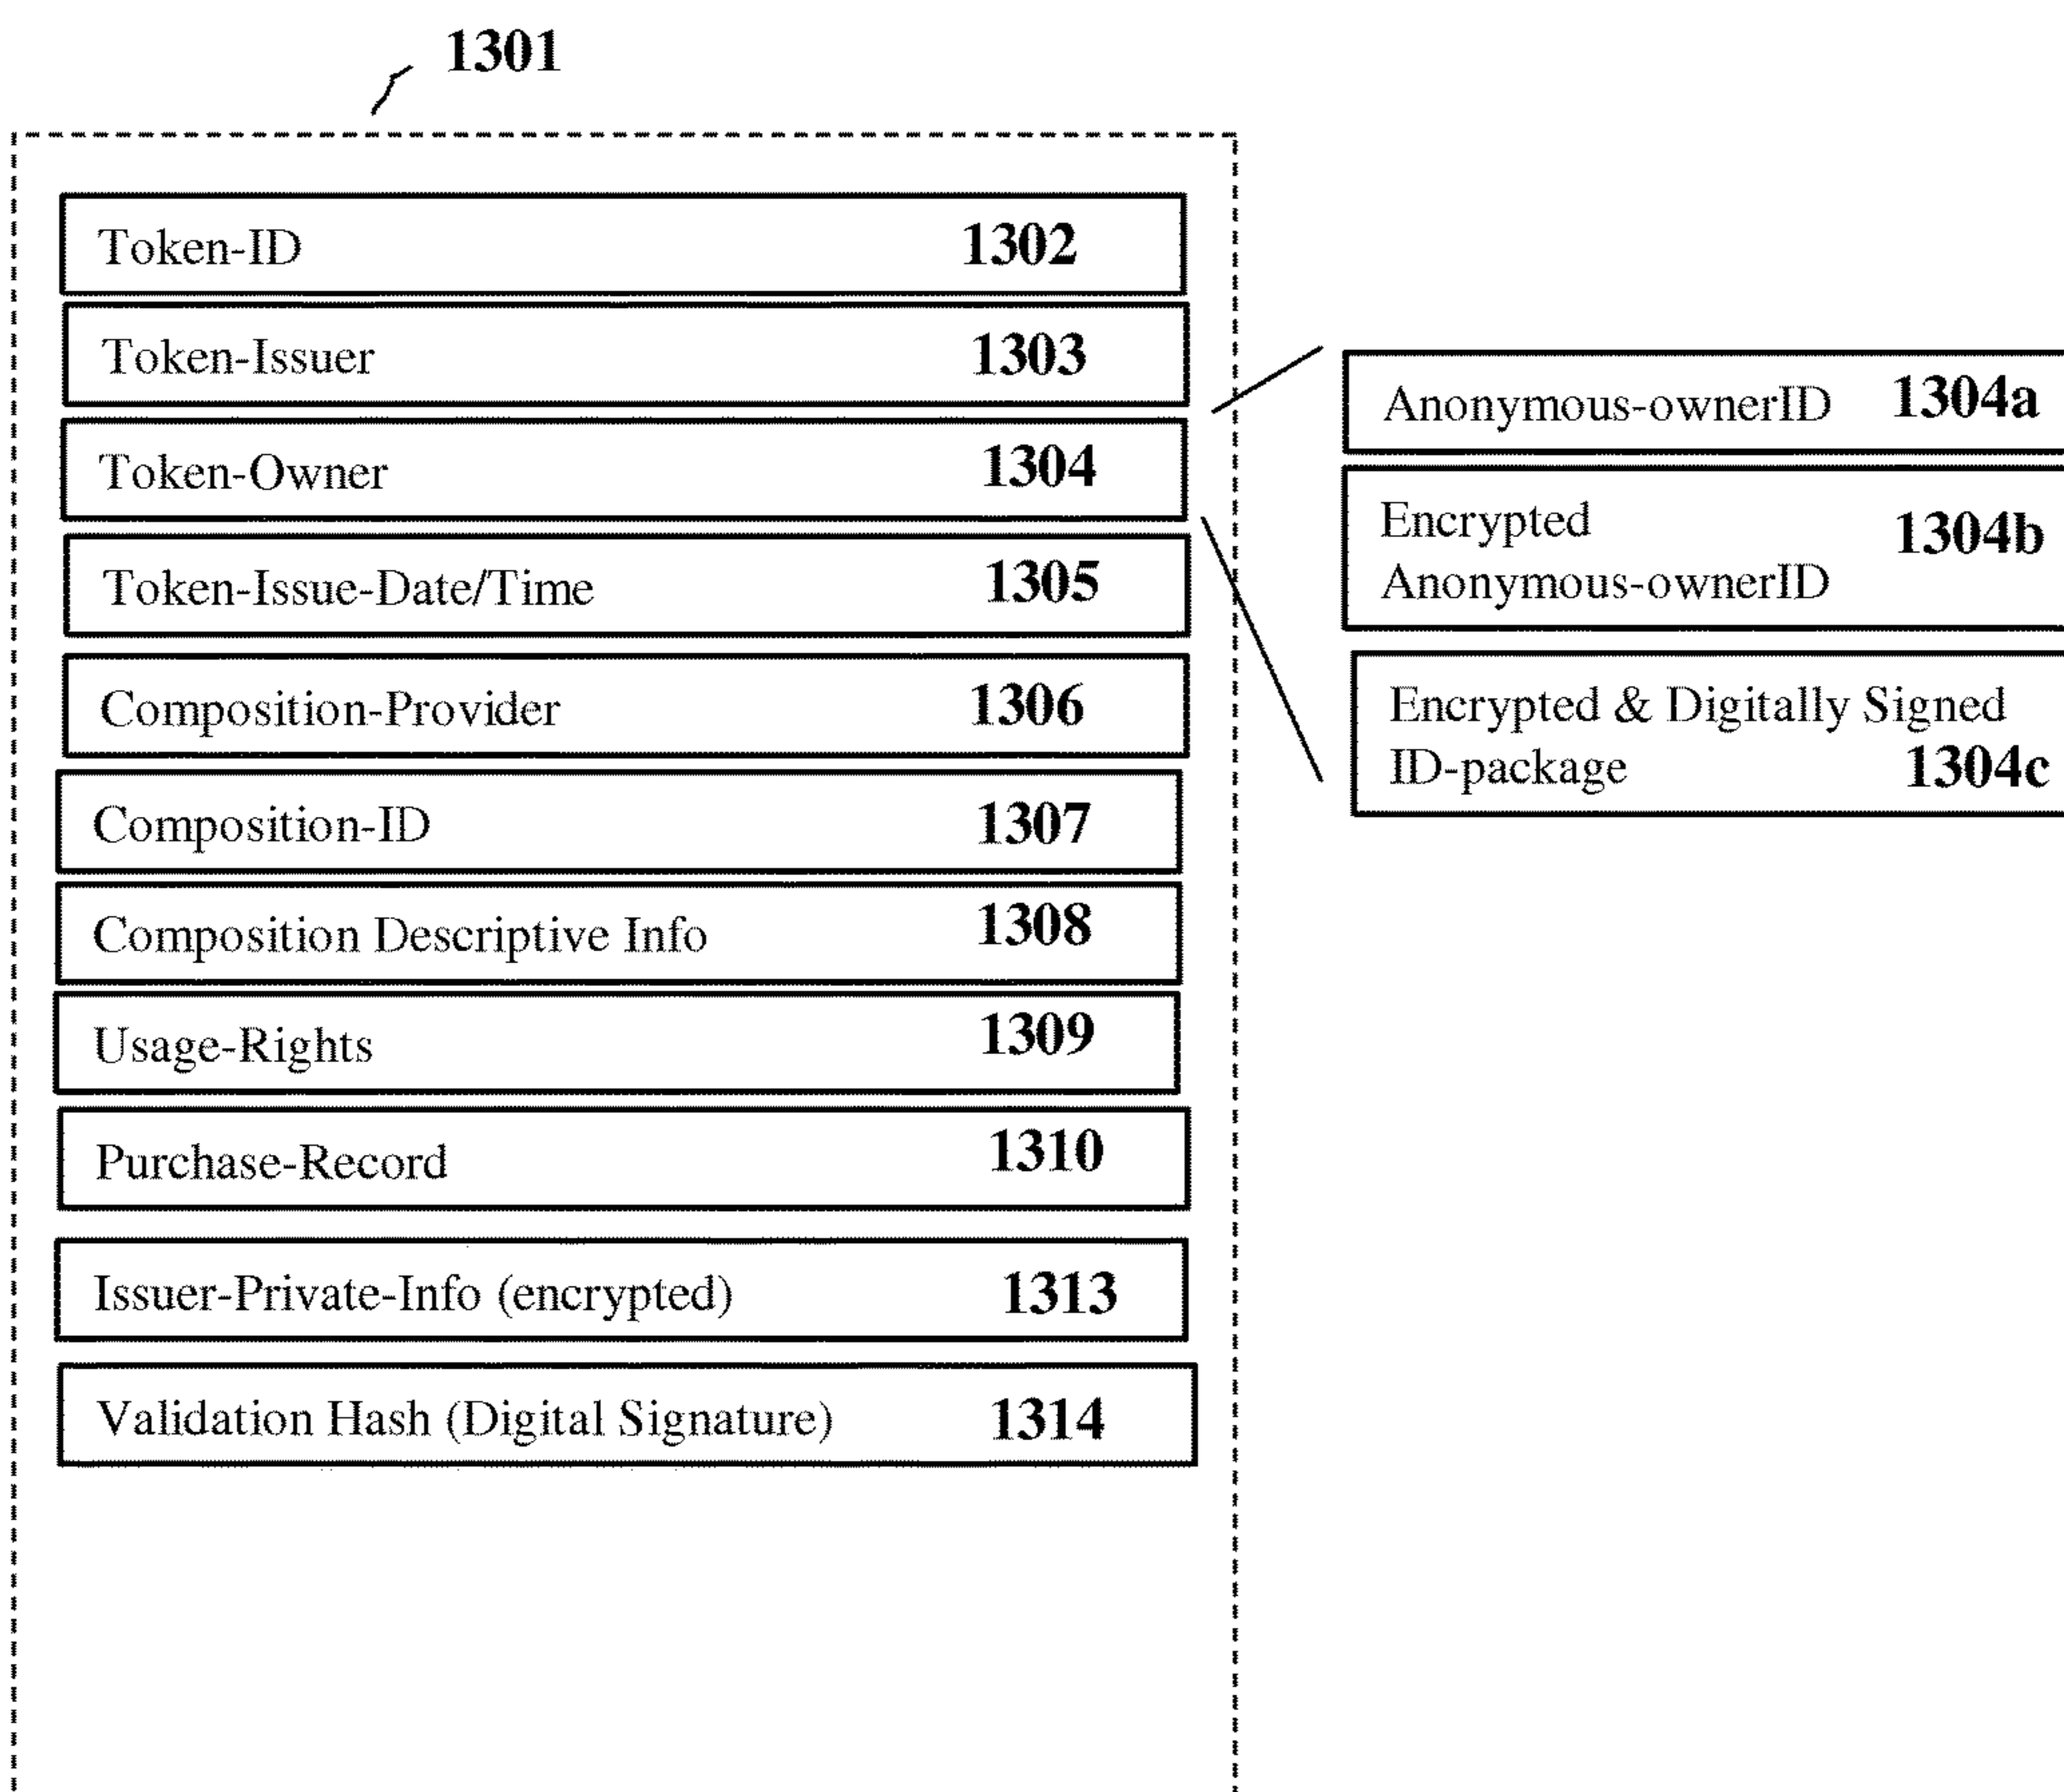 1301
Token-ID 1302
Token-Issuer 1303
Token-Owner 1304
Token-Issue-Date/Time 1305
Composition-Provider 1306
Composition-ID 1307
Composition Descriptive Info 1308
Usage-Rights 1309
Purchase-Record 1310
Issuer-Private-Info (encrypted) 1313
Validation Hash (Digital Signature) 1314
Anonymous-ownerID 1304a
Encrypted 1304b
Anonymous-ownerID
Encrypted & Digitally Signed
ID-package 1304c